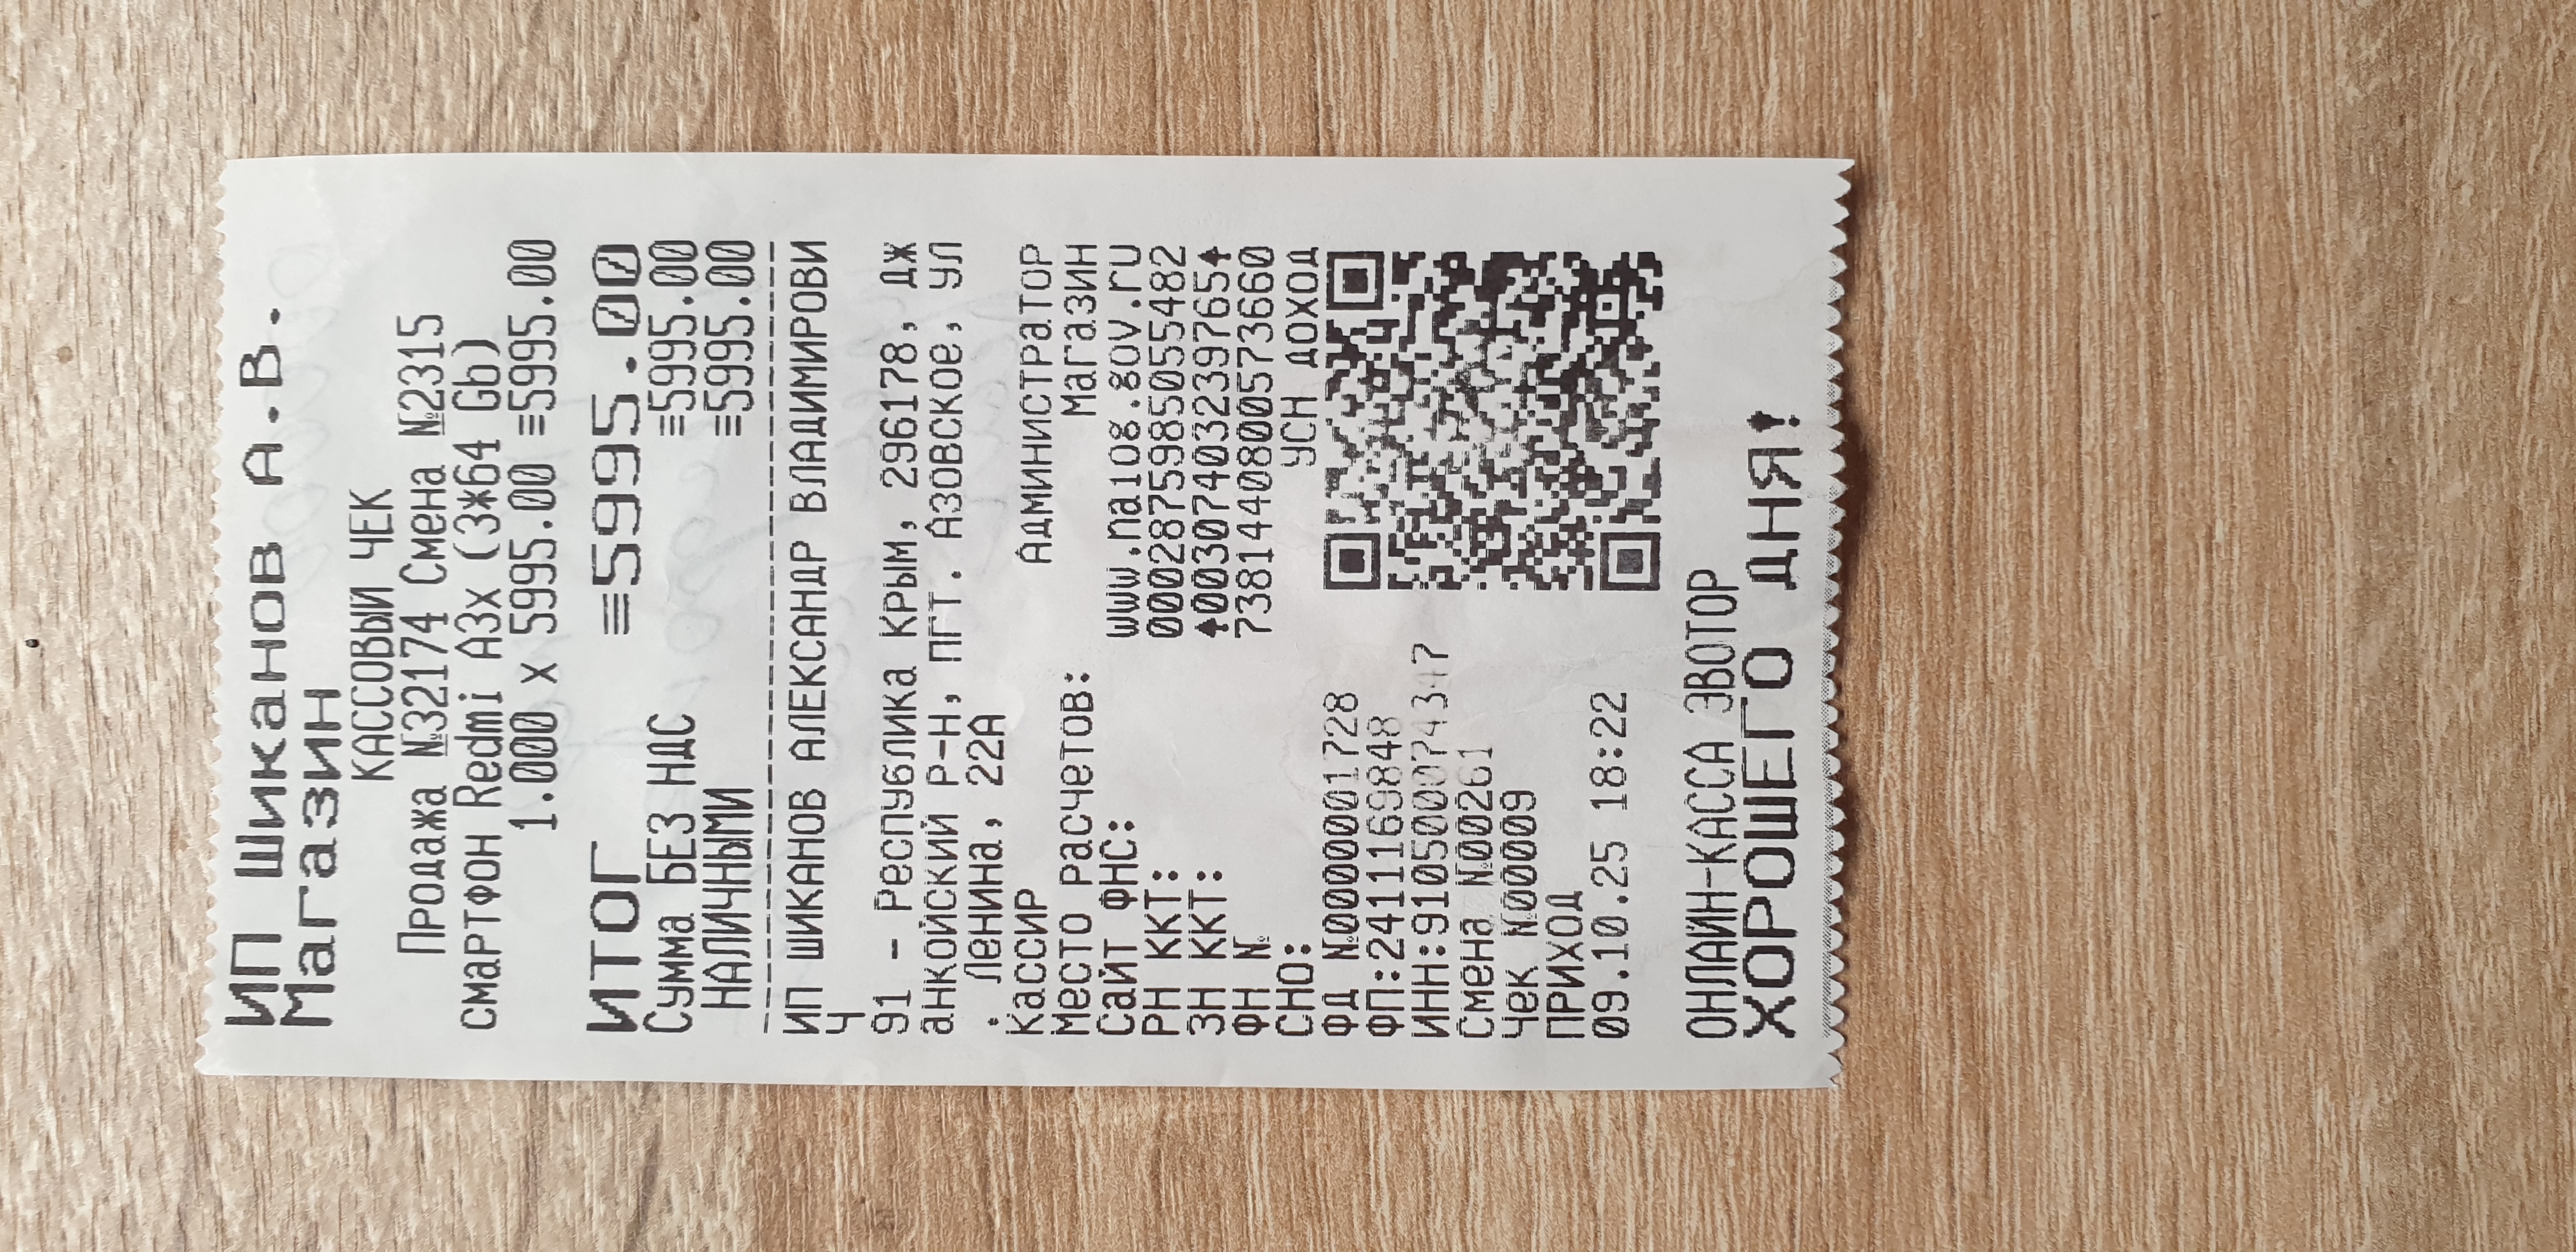 ИП Шиканов А.В.
Магазин
КАССОВЫЙ ЧЕК
Продажа №32174 Смена №2315
смартфон Redmi A3x (3*64 Gb)
1.000 x 5995.00 ≡5995.00
ИТОГ ≡5995.00
Сумма БЕЗ НДС ≡5995.00
НАЛИЧНЫМИ ≡5995.00
ИП ШИКАНОВ АЛЕКСАНДР ВЛАДИМИРОВИ
Ч
91 - Республика Крым, 296178, Дж
анкойский р-н, пгт. Азовское, ул
. Ленина, 22А
Кассир Администратор
Место расчетов: Магазин
Сайт ФНС: www.nalog.gov.ru
РН ККТ: 0002875985055482
ЗН ККТ: ↑00307403239765↑
ФН № 7381440800573660
СНО: УСН ДОХОД
ФД №0000001728
ФП:2411169848
ИНН:
Смена №00261
Чек №00009
ПРИХОД
09.10.25 18:22
ОНЛАЙН-КАССА ЭВОТОР
ХОРОШЕГО ДНЯ!